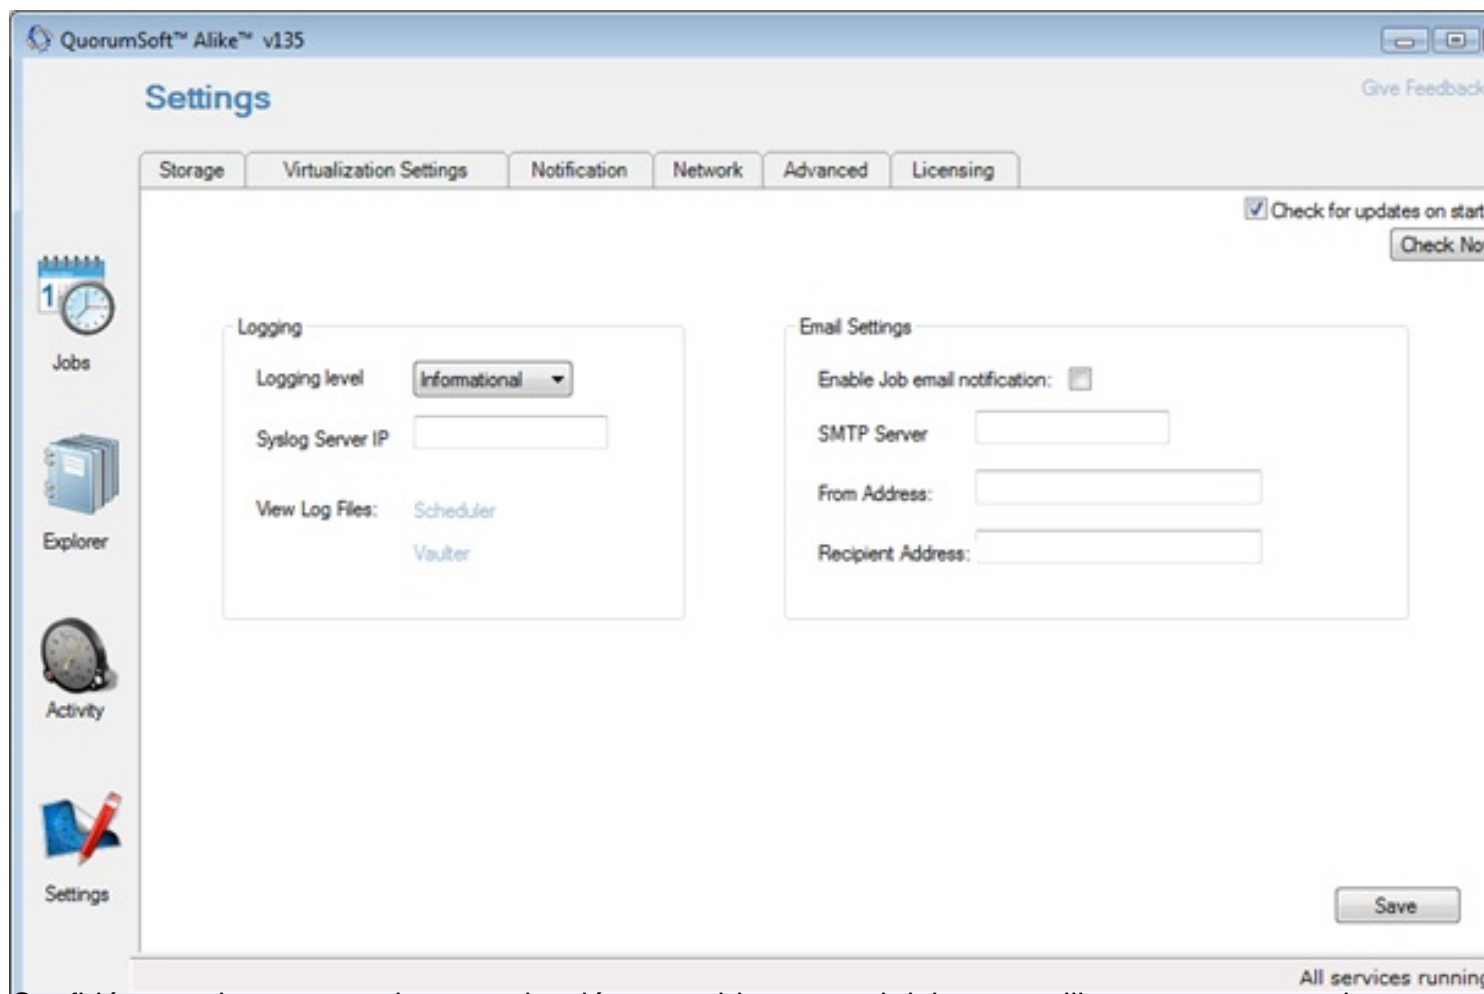 QuorumSoft™ Alike™ v135
Settings
Give Feedback
Storage Virtualization Settings Notification Network Advanced Licensing
Check for updates on start
Check No
Jobs
Explorer
Activity
Settings
Logging
Logging level Informational
Syslog Server IP
View Log Files: Scheduler
Vaulter
Email Settings
Enable Job email notification:
SMTP Server
From Address:
Recipient Address:
Save
All services running